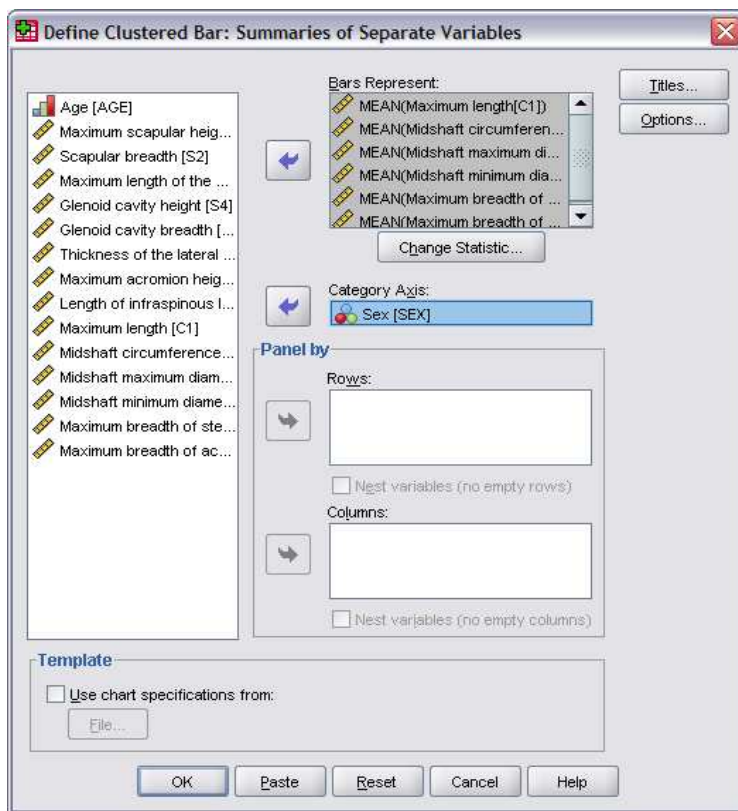 Define Clustered Bar: Summaries of Separate Variables
Age [AGE]
Maximum scapular heig...
Scapular breadth [S2]
Maximum length of the ...
Glenoid cavity height [S4]
Glenoid cavity breadth [...
Thickness of the lateral ...
Maximum acromion heig...
Length of infraspinous l...
Maximum length [C1]
Midshaft circumference...
Midshaft maximum diam...
Midshaft minimum diame...
Maximum breadth of ste...
Maximum breadth of ac...
Bars Represent:
MEAN(Maximum length[C1])
MEAN(Midshaft circumferen...
MEAN(Midshaft maximum di...
MEAN(Midshaft minimum dia...
MEAN(Maximum breadth of ...
MEAN(Maximum breadth of ...
Change Statistic...
Category Axis:
Sex [SEX]
Panel by
Rows:
Nest variables (no empty rows)
Columns:
Nest variables (no empty columns)
Titles...
Options...
Template
Use chart specifications from:
File...
OK
Paste
Reset
Cancel
Help